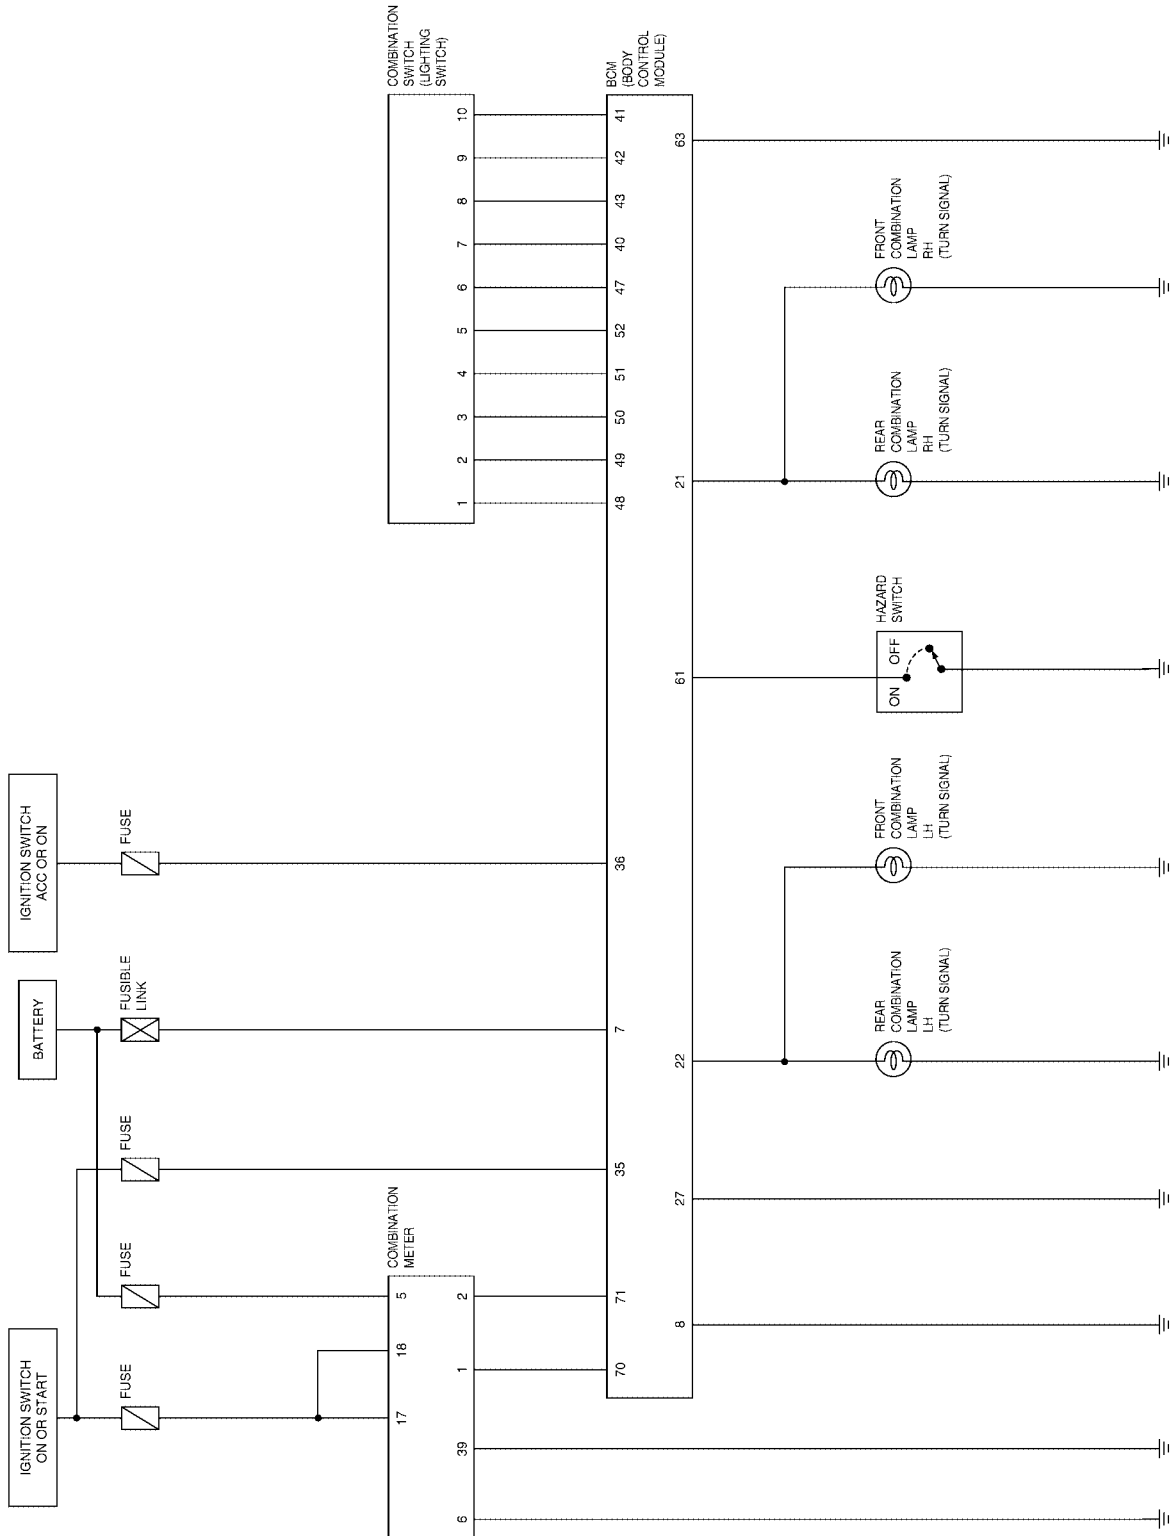 IGNITION SWITCH
ON OR START
BATTERY
IGNITION SWITCH
ACC OR ON
FUSE
FUSE
FUSE
FUSIBLE
LINK
FUSE
COMBINATION
METER
17
18
5
6
39
1
2
COMBINATION
SWITCH
(LIGHTING
SWITCH)
1
2
3
4
5
6
7
8
9
10
BCM
(BODY
CONTROL
MODULE)
70
71
35
7
36
48
49
50
51
52
47
40
43
42
41
8
27
22
61
21
63
REAR
COMBINATION
LAMP
LH
(TURN SIGNAL)
FRONT
COMBINATION
LAMP
LH
(TURN SIGNAL)
HAZARD
SWITCH
ON
OFF
REAR
COMBINATION
LAMP
RH
(TURN SIGNAL)
FRONT
COMBINATION
LAMP
RH
(TURN SIGNAL)